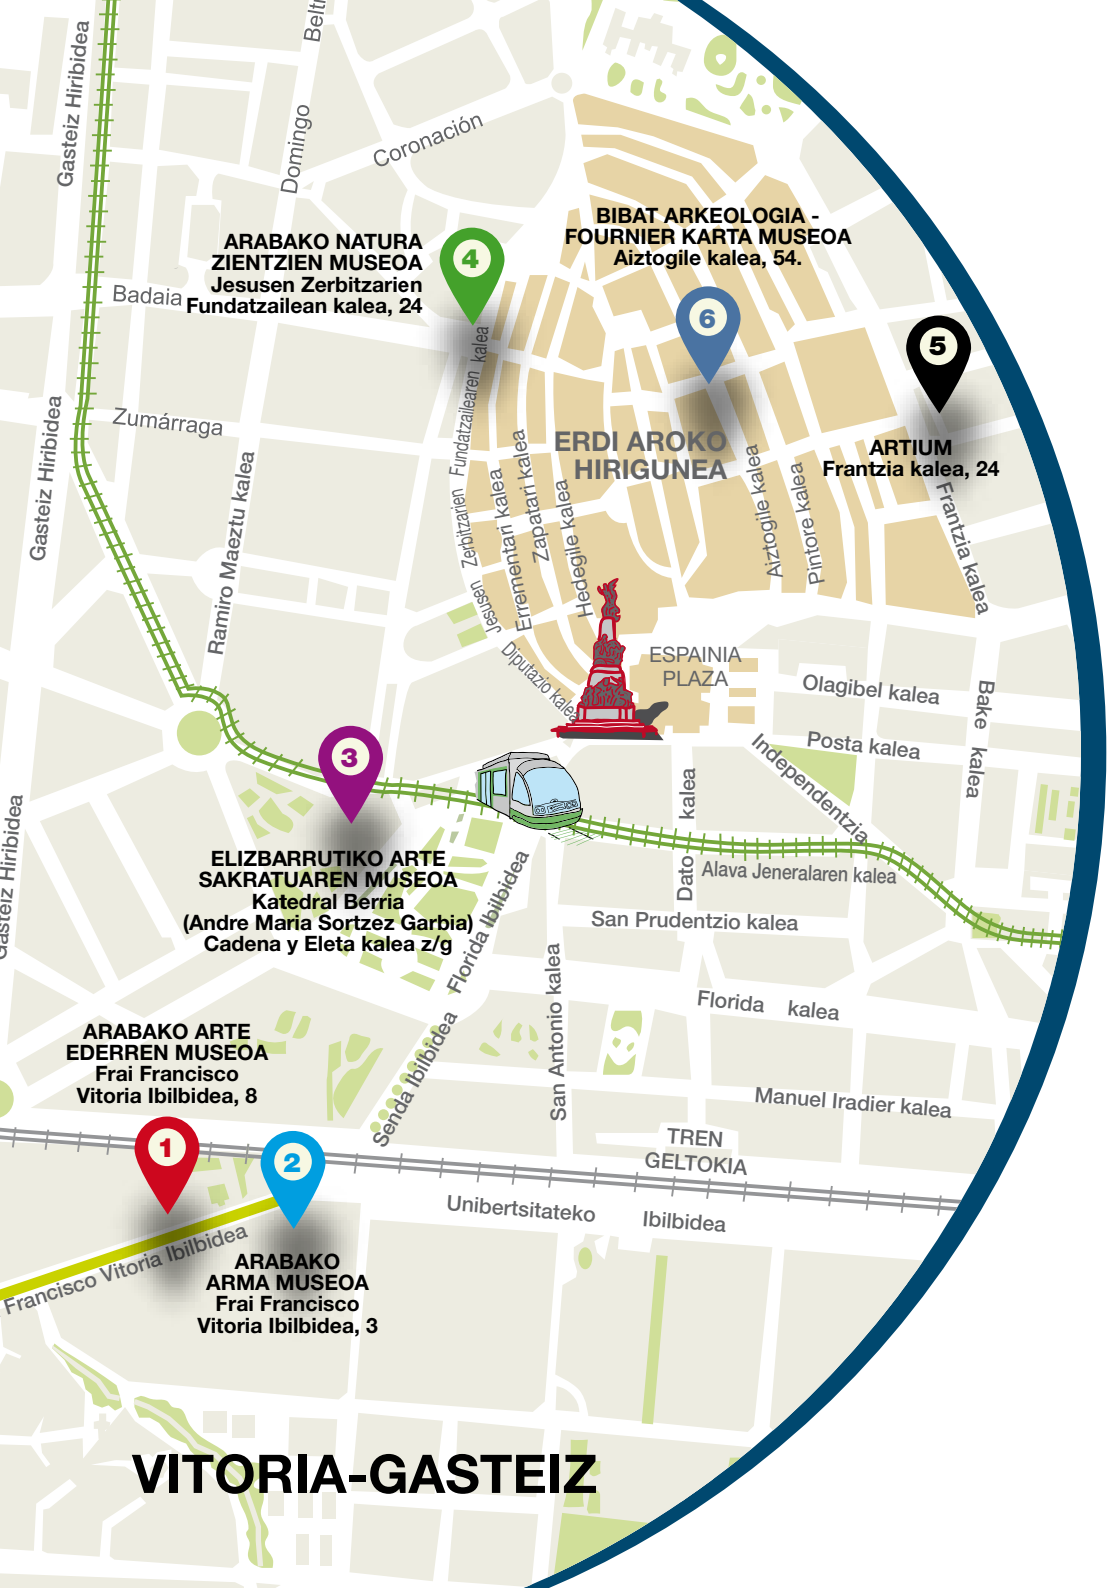 Gasteiz Hiribidea
Domingo
Beltr
Coronación
BIBAT ARKEOLOGIA -
FOURNIER KARTA MUSEOA
Aiztogile kalea, 54.
ARABAKO NATURA
ZIENTZIEN MUSEOA
Jesusen Zerbitzarien
Fundatzailean kalea, 24
4
6
5
Badaia
Zumárraga
Gasteiz Hiribidea
Ramiro Maeztu kalea
Jesusen Zerbitzarien Fundatzailearen kalea
Errementari kalea
Zapatari kalea
Hedegile kalea
ERDI AROKO
HIRIGUNEA
Aiztogile kalea
Pintore kalea
ARTIUM
Frantzia kalea, 24
Frantzia kalea
Diputazio kalea
ESPAINIA
PLAZA
Olagibel kalea
Posta kalea
Bake kalea
Independentzia
3
Dato kalea
Alava Jeneralaren kalea
ELIZBARRUTIKO ARTE
SAKRATUAREN MUSEOA
Katedral Berria
(Andre Maria Sortzez Garbia)
Cadena y Eleta kalea z/g
Gasteiz Hiribidea
Florida Ibilbidea
San Prudentzio kalea
San Antonio kalea
Florida kalea
Senda Ibilbidea
Manuel Iradier kalea
ARABAKO ARTE
EDERREN MUSEOA
Frai Francisco
Vitoria Ibilbidea, 8
1
2
TREN
GELTOKIA
Unibertsitateko Ibilbidea
Francisco Vitoria Ibilbidea
ARABAKO
ARMA MUSEOA
Frai Francisco
Vitoria Ibilbidea, 3
VITORIA-GASTEIZ